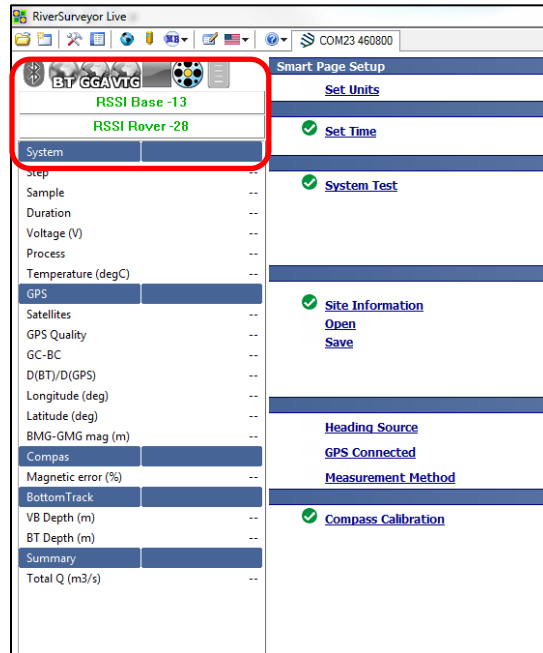 RiverSurveyor Live
COM23 460800
BT GGA VTG
RSSI Base -13
RSSI Rover -28
System
Step --
Sample --
Duration --
Voltage (V) --
Process --
Temperature (degC) --
GPS
Satellites --
GPS Quality --
GC-BC --
D(BT)/D(GPS) --
Longitude (deg) --
Latitude (deg) --
BMG-GMG mag (m) --
Compas
Magnetic error (%) --
BottomTrack
VB Depth (m) --
BT Depth (m) --
Summary
Total Q (m3/s) --
Smart Page Setup
Set Units
Set Time
System Test
Site Information
Open
Save
Heading Source
GPS Connected
Measurement Method
Compass Calibration